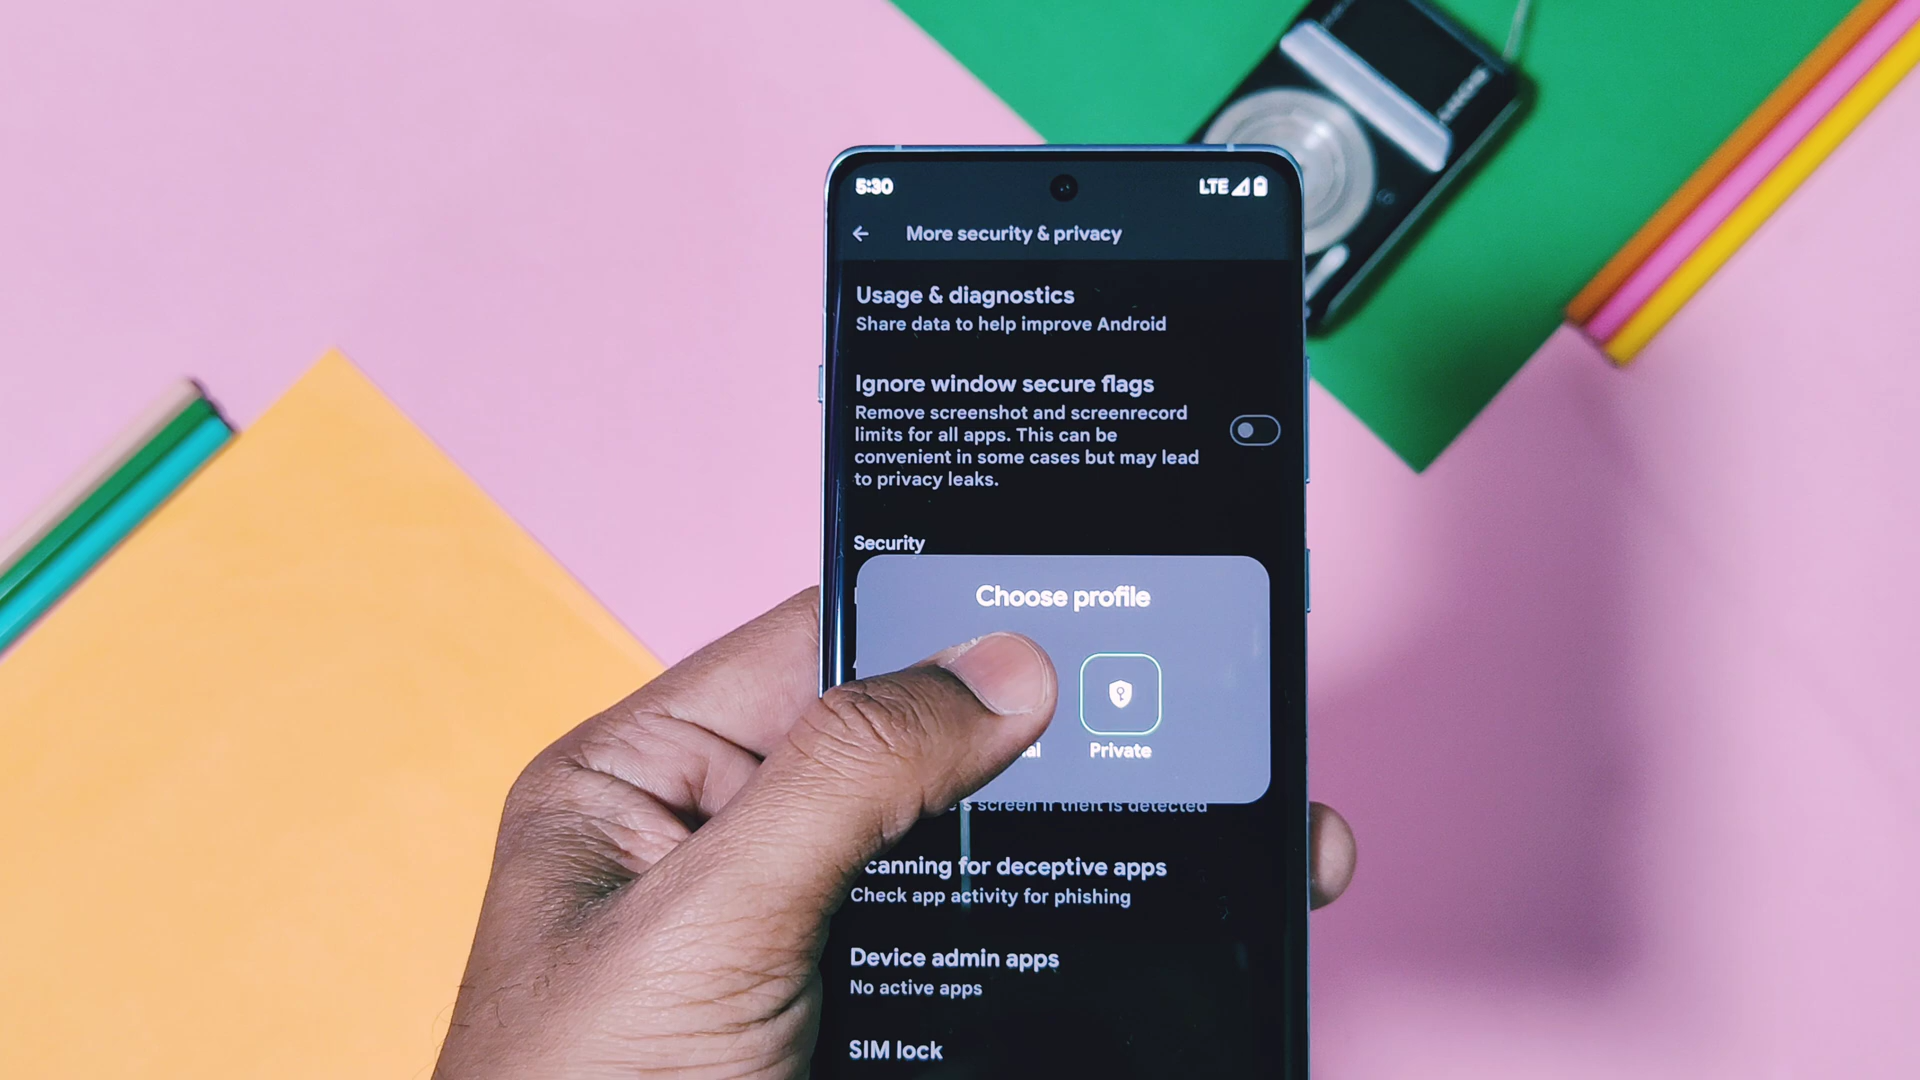 5:30
LTE
More security & privacy
Usage & diagnostics
Share data to help improve Android
Ignore window secure flags
Remove screenshot and screenrecord
limits for all apps. This can be
convenient in some cases but may lead
to privacy leaks.
Security
Choose profile
Private
screen if theft is detected
for deceptive apps
Check app activity for phishing
Device admin apps
No active apps
SIM lock